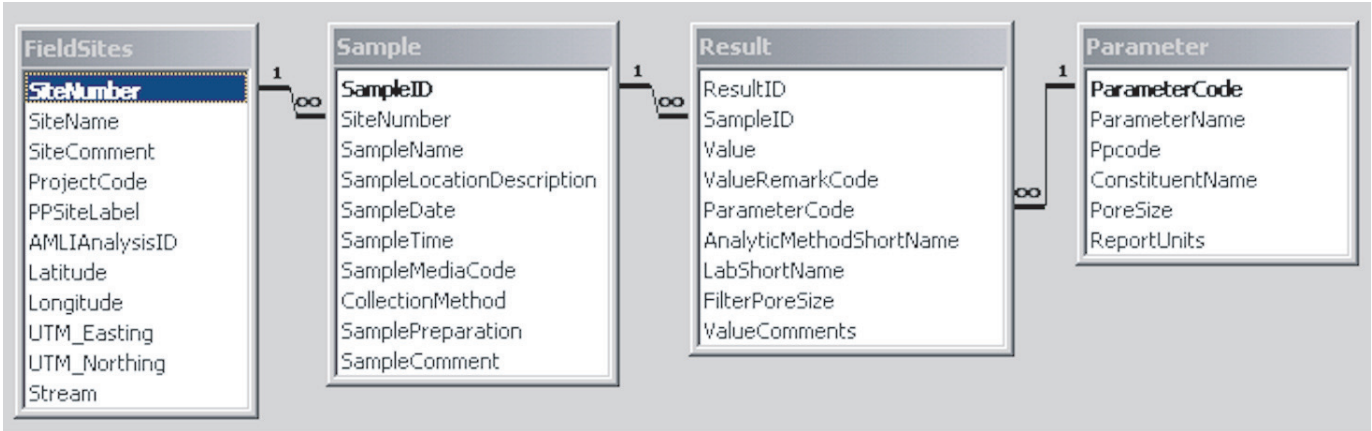 FieldSites
SiteNumber
SiteName
SiteComment
ProjectCode
PPSiteLabel
AMLIAnalysisID
Latitude
Longitude
UTM_Easting
UTM_Northing
Stream
1
∞
Sample
SampleID
SiteNumber
SampleName
SampleLocationDescription
SampleDate
SampleTime
SampleMediaCode
CollectionMethod
SamplePreparation
SampleComment
1
∞
Result
ResultID
SampleID
Value
ValueRemarkCode
ParameterCode
AnalyticMethodShortName
LabShortName
FilterPoreSize
ValueComments
∞
1
Parameter
ParameterCode
ParameterName
Ppcode
ConstituentName
PoreSize
ReportUnits